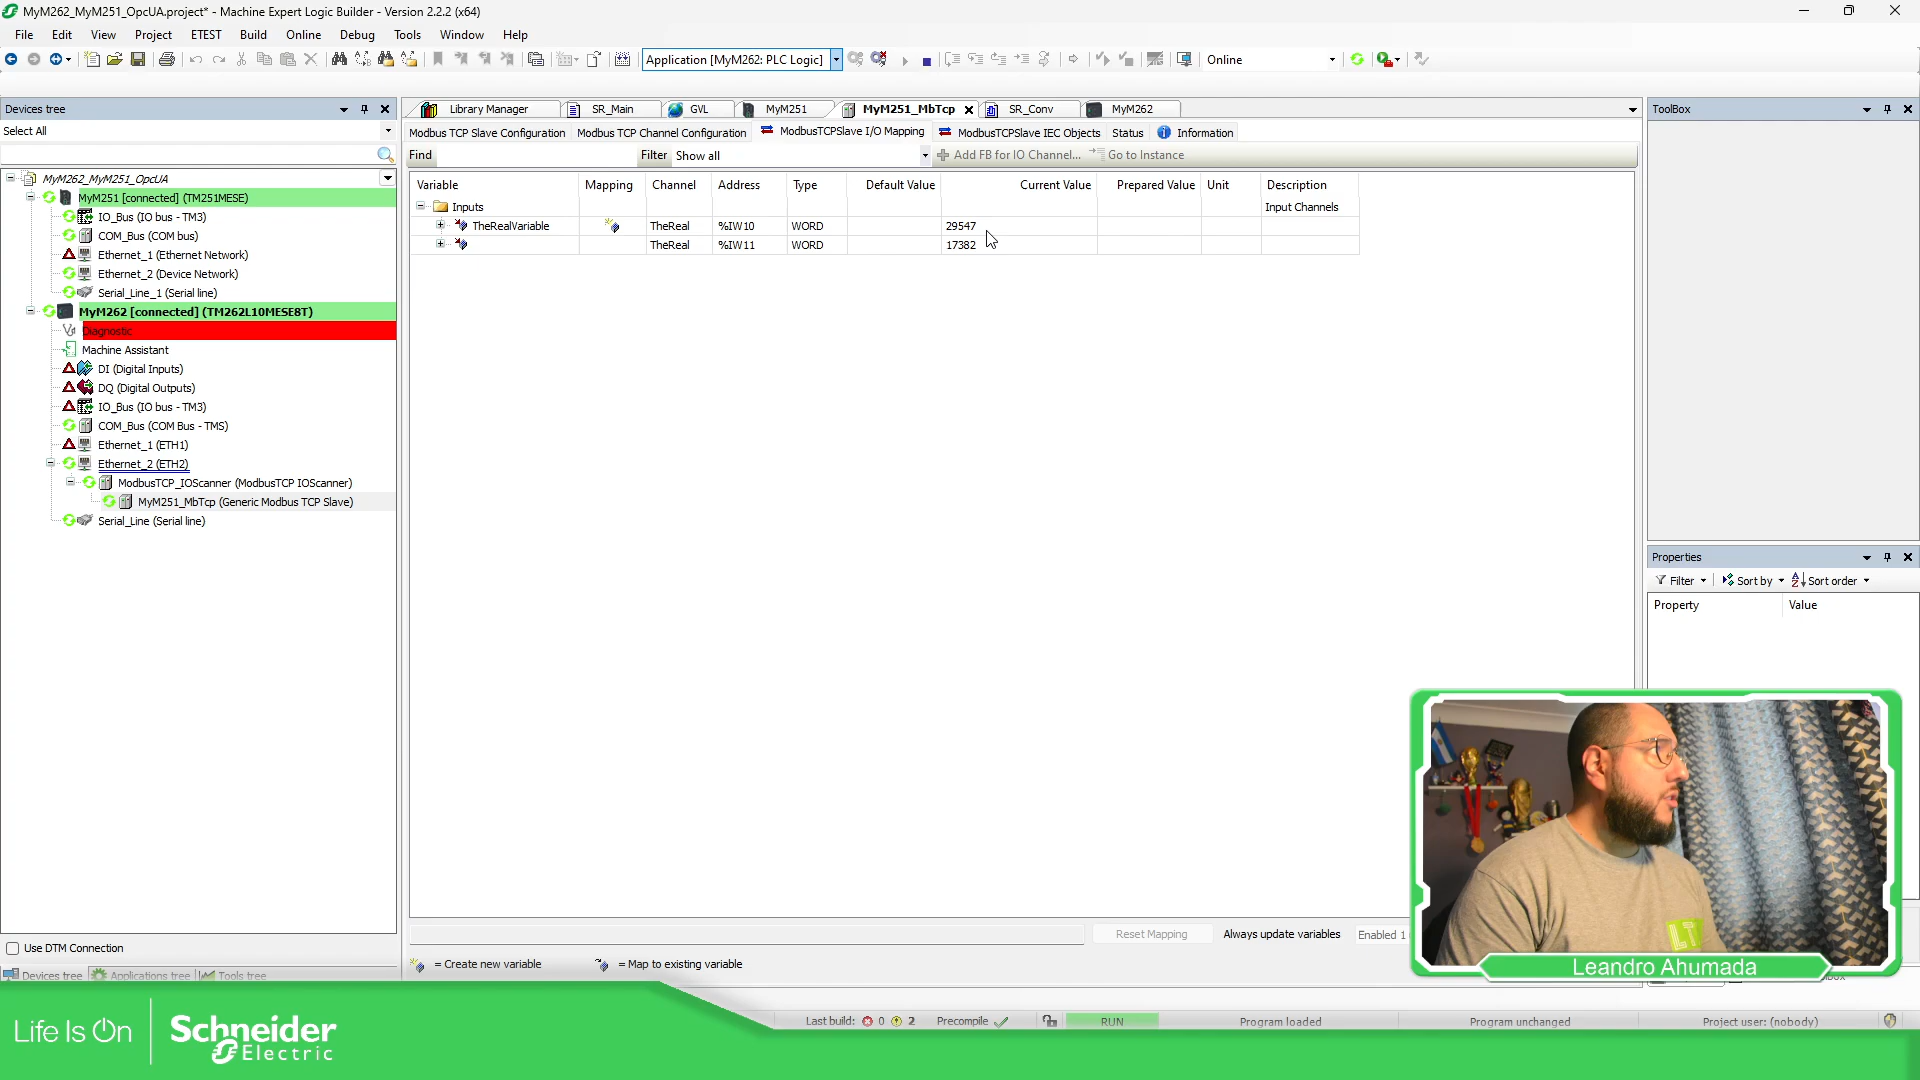 MyM262_MyM251_OpcUA.project* - Machine Expert Logic Builder - Version 2.2.2 (x64)
File Edit View Project ETEST Build Online Debug Tools Window Help
Application [MyM262: PLC Logic] Online
Devices tree
Select All
MyM262_MyM251_OpcUA
MyM251 [connected] (TM251MESE)
IO_Bus (IO bus - TM3)
COM_Bus (COM bus)
Ethernet_1 (Ethernet Network)
Ethernet_2 (Device Network)
Serial_Line_1 (Serial line)
MyM262 [connected] (TM262L10MESE8T)
Diagnostic
Machine Assistant
DI (Digital Inputs)
DQ (Digital Outputs)
IO_Bus (IO bus - TM3)
COM_Bus (COM Bus - TMS)
Ethernet_1 (ETH1)
Ethernet_2 (ETH2)
ModbusTCP_IOScanner (ModbusTCP IOScanner)
MyM251_MbTcp (Generic Modbus TCP Slave)
Serial_Line (Serial line)
Use DTM Connection
Devices tree Applications tree Tools tree
Library Manager SR_Main GVL MyM251 MyM251_MbTcp SR_Conv MyM262
Modbus TCP Slave Configuration Modbus TCP Channel Configuration ModbusTCPSlave I/O Mapping ModbusTCPSlave IEC Objects Status Information
Find Filter Show all Add FB for IO Channel... Go to Instance
Variable Mapping Channel Address Type Default Value Current Value Prepared Value Unit Description
Inputs Input Channels
TheRealVariable TheReal %IW10 WORD 29547
TheReal %IW11 WORD 17382
Reset Mapping Always update variables Enabled 1
= Create new variable = Map to existing variable
ToolBox
Properties
Filter Sort by Sort order
Property Value
LT
Leandro Ahumada
Last build: 0 2 Precompile RUN Program loaded Program unchanged Project user: (nobody)
Life Is On Schneider Electric